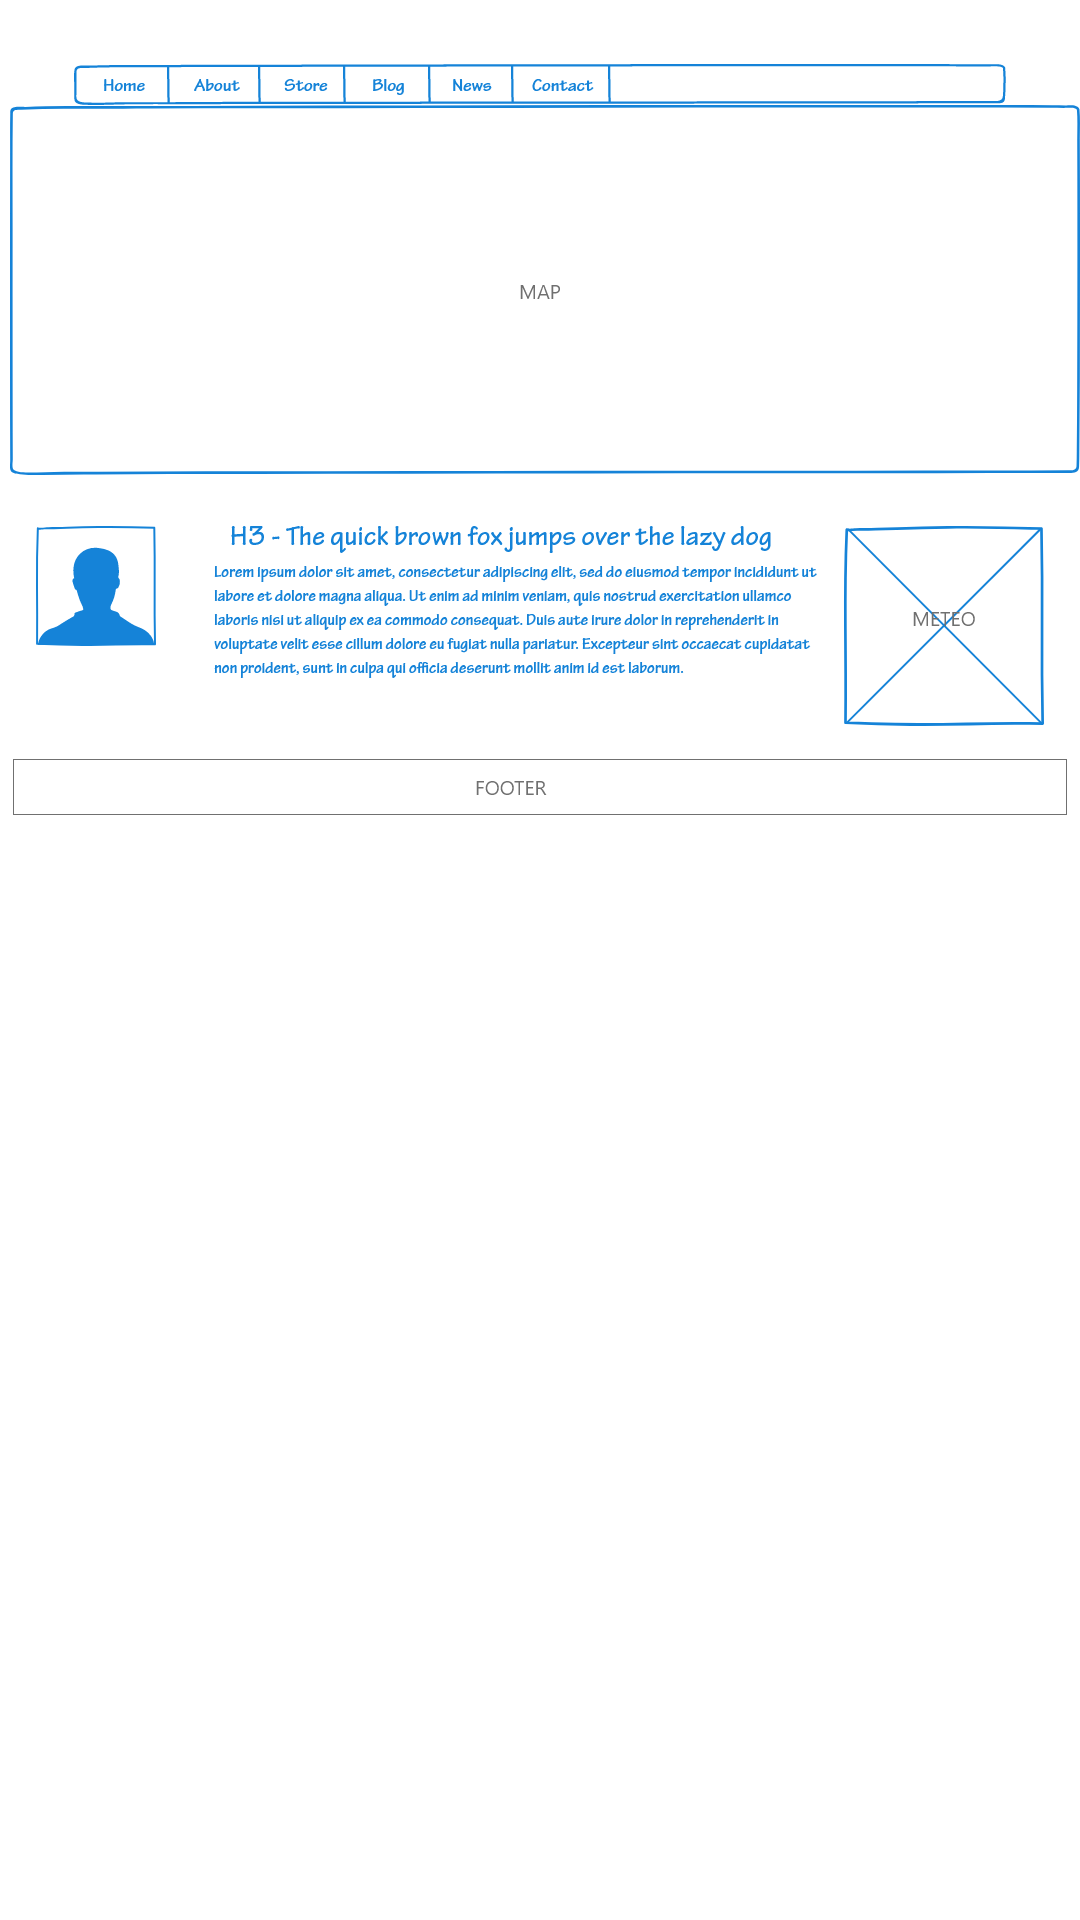 Home About Store Blog News Contact
MAP
H3 - The quick brown fox jumps over the lazy dog
Lorem ipsum dolor sit amet, consectetur adipiscing elit, sed do eiusmod tempor incididunt ut
labore et dolore magna aliqua. Ut enim ad minim veniam, quis nostrud exercitation ullamco
laboris nisi ut aliquip ex ea commodo consequat. Duis aute irure dolor in reprehenderit in
voluptate velit esse cillum dolore eu fugiat nulla pariatur. Excepteur sint occaecat cupidatat
non proident, sunt in culpa qui officia deserunt mollit anim id est laborum.
METEO
FOOTER